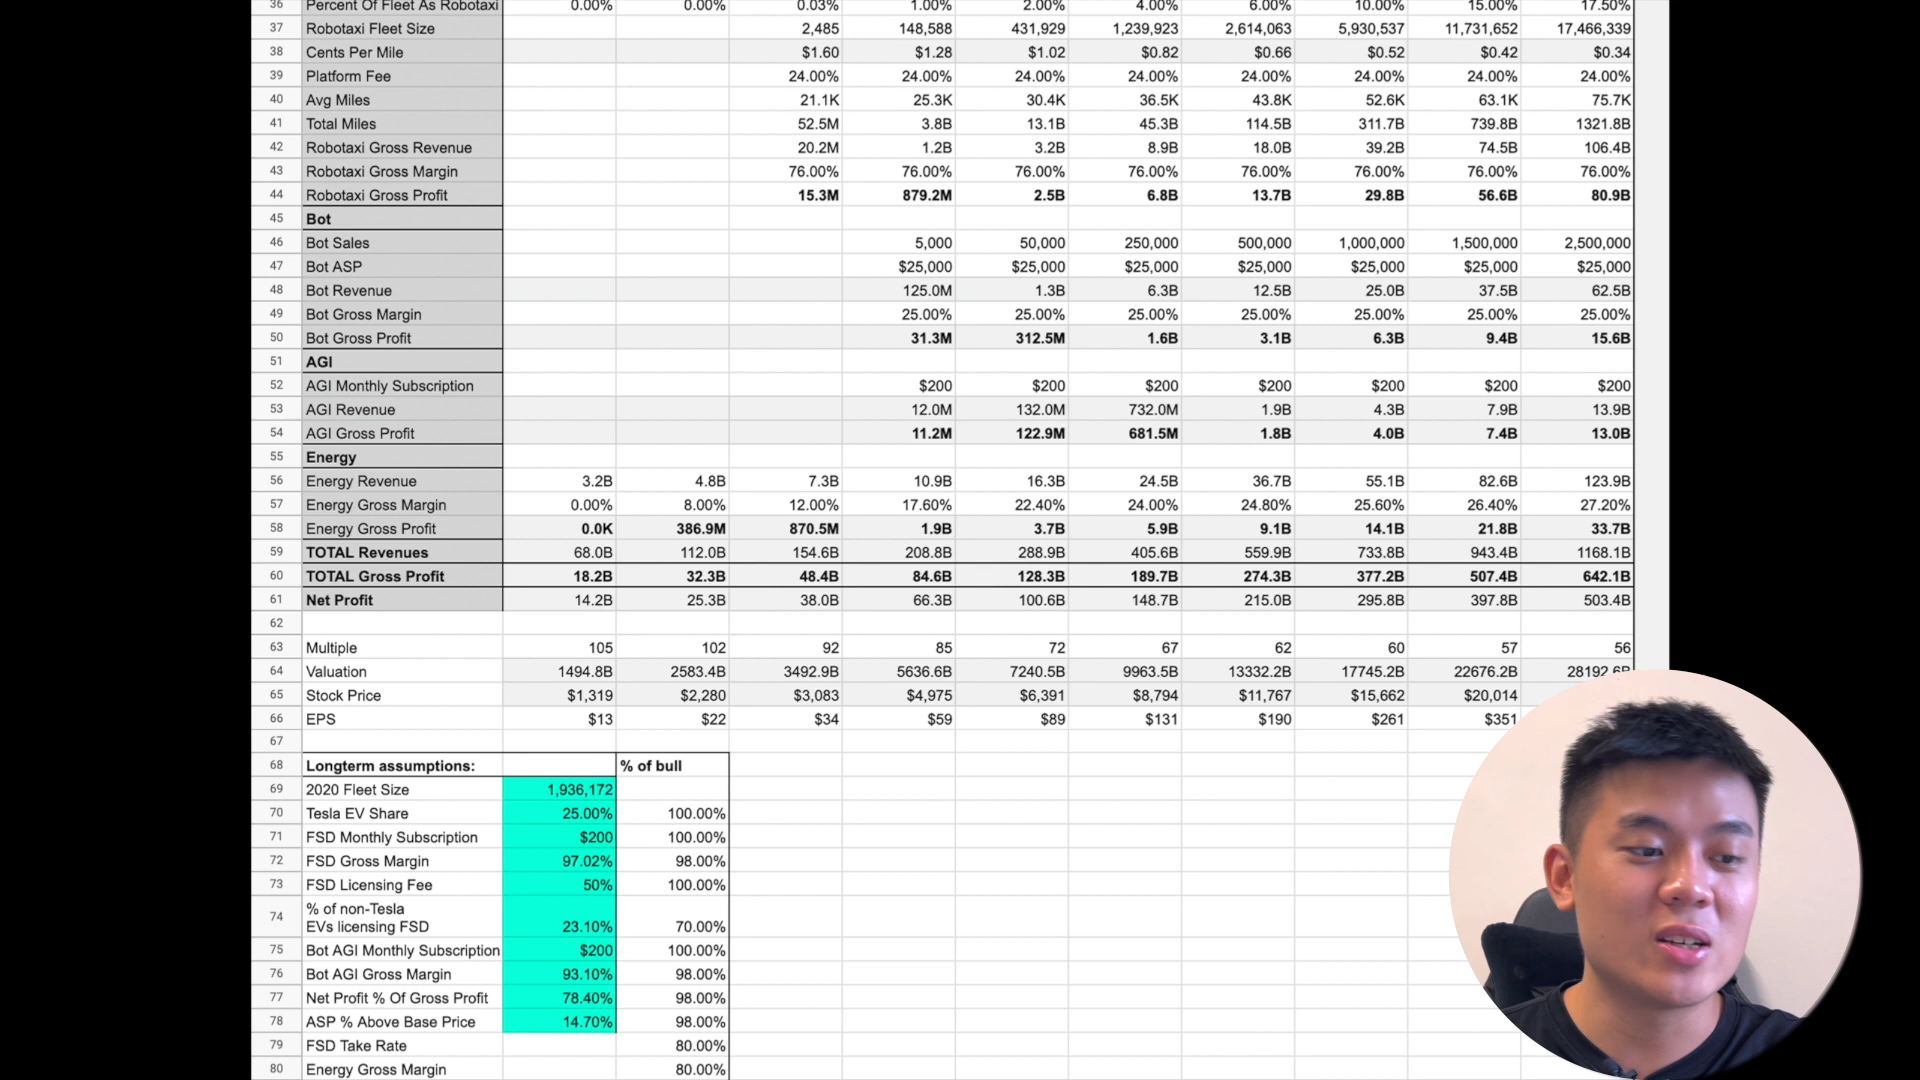 36 Percent Of Fleet As Robotaxi 0.00% 0.00% 0.03% 1.00% 2.00% 4.00% 6.00% 10.00% 15.00% 17.50%
37 Robotaxi Fleet Size 2,485 148,588 431,929 1,239,923 2,614,063 5,930,537 11,731,652 17,466,339
38 Cents Per Mile $1.60 $1.28 $1.02 $0.82 $0.66 $0.52 $0.42 $0.34
39 Platform Fee 24.00% 24.00% 24.00% 24.00% 24.00% 24.00% 24.00% 24.00%
40 Avg Miles 21.1K 25.3K 30.4K 36.5K 43.8K 52.6K 63.1K 75.7K
41 Total Miles 52.5M 3.8B 13.1B 45.3B 114.5B 311.7B 739.8B 1321.8B
42 Robotaxi Gross Revenue 20.2M 1.2B 3.2B 8.9B 18.0B 39.2B 74.5B 106.4B
43 Robotaxi Gross Margin 76.00% 76.00% 76.00% 76.00% 76.00% 76.00% 76.00% 76.00%
44 Robotaxi Gross Profit 15.3M 879.2M 2.5B 6.8B 13.7B 29.8B 56.6B 80.9B
45 Bot
46 Bot Sales 5,000 50,000 250,000 500,000 1,000,000 1,500,000 2,500,000
47 Bot ASP $25,000 $25,000 $25,000 $25,000 $25,000 $25,000 $25,000
48 Bot Revenue 125.0M 1.3B 6.3B 12.5B 25.0B 37.5B 62.5B
49 Bot Gross Margin 25.00% 25.00% 25.00% 25.00% 25.00% 25.00% 25.00%
50 Bot Gross Profit 31.3M 312.5M 1.6B 3.1B 6.3B 9.4B 15.6B
51 AGI
52 AGI Monthly Subscription $200 $200 $200 $200 $200 $200 $200
53 AGI Revenue 12.0M 132.0M 732.0M 1.9B 4.3B 7.9B 13.9B
54 AGI Gross Profit 11.2M 122.9M 681.5M 1.8B 4.0B 7.4B 13.0B
55 Energy
56 Energy Revenue 3.2B 4.8B 7.3B 10.9B 16.3B 24.5B 36.7B 55.1B 82.6B 123.9B
57 Energy Gross Margin 0.00% 8.00% 12.00% 17.60% 22.40% 24.00% 24.80% 25.60% 26.40% 27.20%
58 Energy Gross Profit 0.0K 386.9M 870.5M 1.9B 3.7B 5.9B 9.1B 14.1B 21.8B 33.7B
59 TOTAL Revenues 68.0B 112.0B 154.6B 208.8B 288.9B 405.6B 559.9B 733.8B 943.4B 1168.1B
60 TOTAL Gross Profit 18.2B 32.3B 48.4B 84.6B 128.3B 189.7B 274.3B 377.2B 507.4B 642.1B
61 Net Profit 14.2B 25.3B 38.0B 66.3B 100.6B 148.7B 215.0B 295.8B 397.8B 503.4B
62
63 Multiple 105 102 92 85 72 67 62 60 57 56
64 Valuation 1494.8B 2583.4B 3492.9B 5636.6B 7240.5B 9963.5B 13332.2B 17745.2B 22676.2B 28192.6B
65 Stock Price $1,319 $2,280 $3,083 $4,975 $6,391 $8,794 $11,767 $15,662 $20,014
66 EPS $13 $22 $34 $59 $89 $131 $190 $261 $351
67
68 Longterm assumptions: % of bull
69 2020 Fleet Size 1,936,172
70 Tesla EV Share 25.00% 100.00%
71 FSD Monthly Subscription $200 100.00%
72 FSD Gross Margin 97.02% 98.00%
73 FSD Licensing Fee 50% 100.00%
74 % of non-Tesla
EVs licensing FSD 23.10% 70.00%
75 Bot AGI Monthly Subscription $200 100.00%
76 Bot AGI Gross Margin 93.10% 98.00%
77 Net Profit % Of Gross Profit 78.40% 98.00%
78 ASP % Above Base Price 14.70% 98.00%
79 FSD Take Rate 80.00%
80 Energy Gross Margin 80.00%